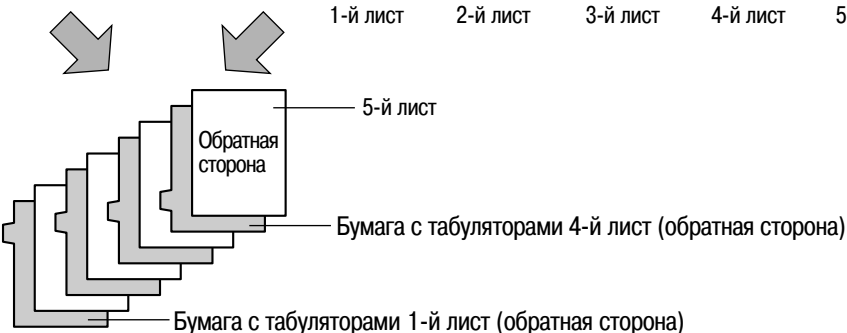 1-й лист 2-й лист 3-й лист 4-й лист 5
5-й лист
Обратная
сторона
Бумага с табуляторами 4-й лист (обратная сторона)
Бумага с табуляторами 1-й лист (обратная сторона)